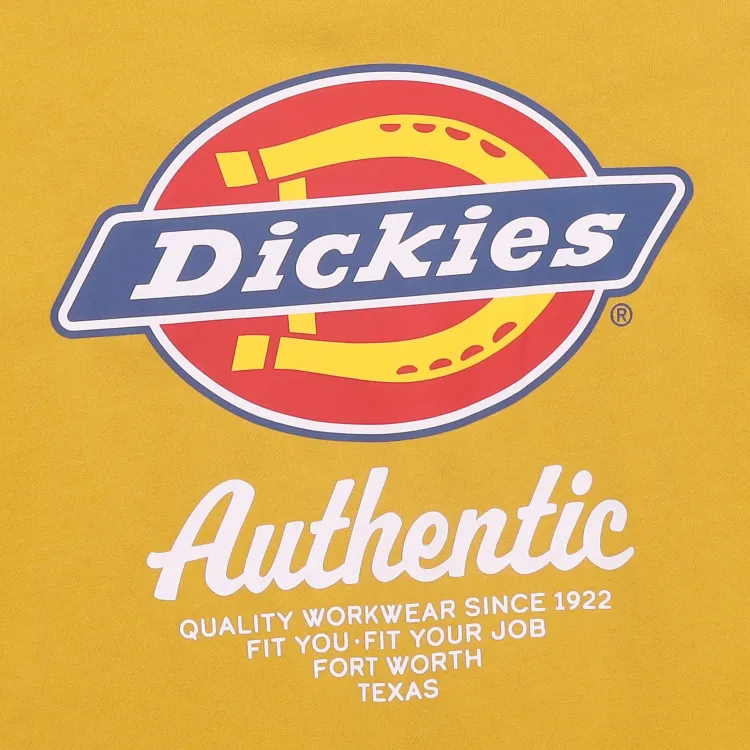 Dickies
®
Authentic
QUALITY WORKWEAR SINCE 1922
FIT YOU·FIT YOUR JOB
FORT WORTH
TEXAS